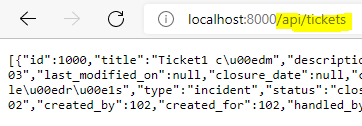 localhost:8000/api/tickets
[{"id":1000,"title":"Ticket1 c\u00edm","descriptio
03","last_modified_on":null,"closure_date":null,"c
le\u00edr\u00e1s","type":"incident","status":"clos
02","created_by":102,"created_for":102,"handled_by